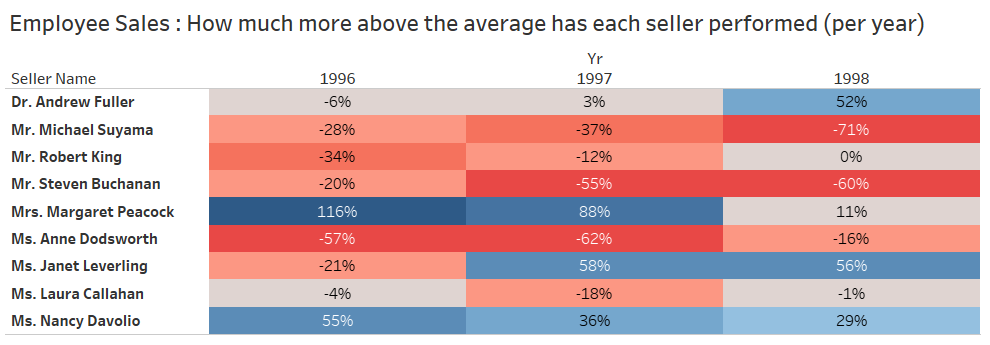 Employee Sales : How much more above the average has each seller performed (per year)
Yr
Seller Name 1996 1997 1998
Dr. Andrew Fuller -6% 3% 52%
Mr. Michael Suyama -28% -37% -71%
Mr. Robert King -34% -12% 0%
Mr. Steven Buchanan -20% -55% -60%
Mrs. Margaret Peacock 116% 88% 11%
Ms. Anne Dodsworth -57% -62% -16%
Ms. Janet Leverling -21% 58% 56%
Ms. Laura Callahan -4% -18% -1%
Ms. Nancy Davolio 55% 36% 29%